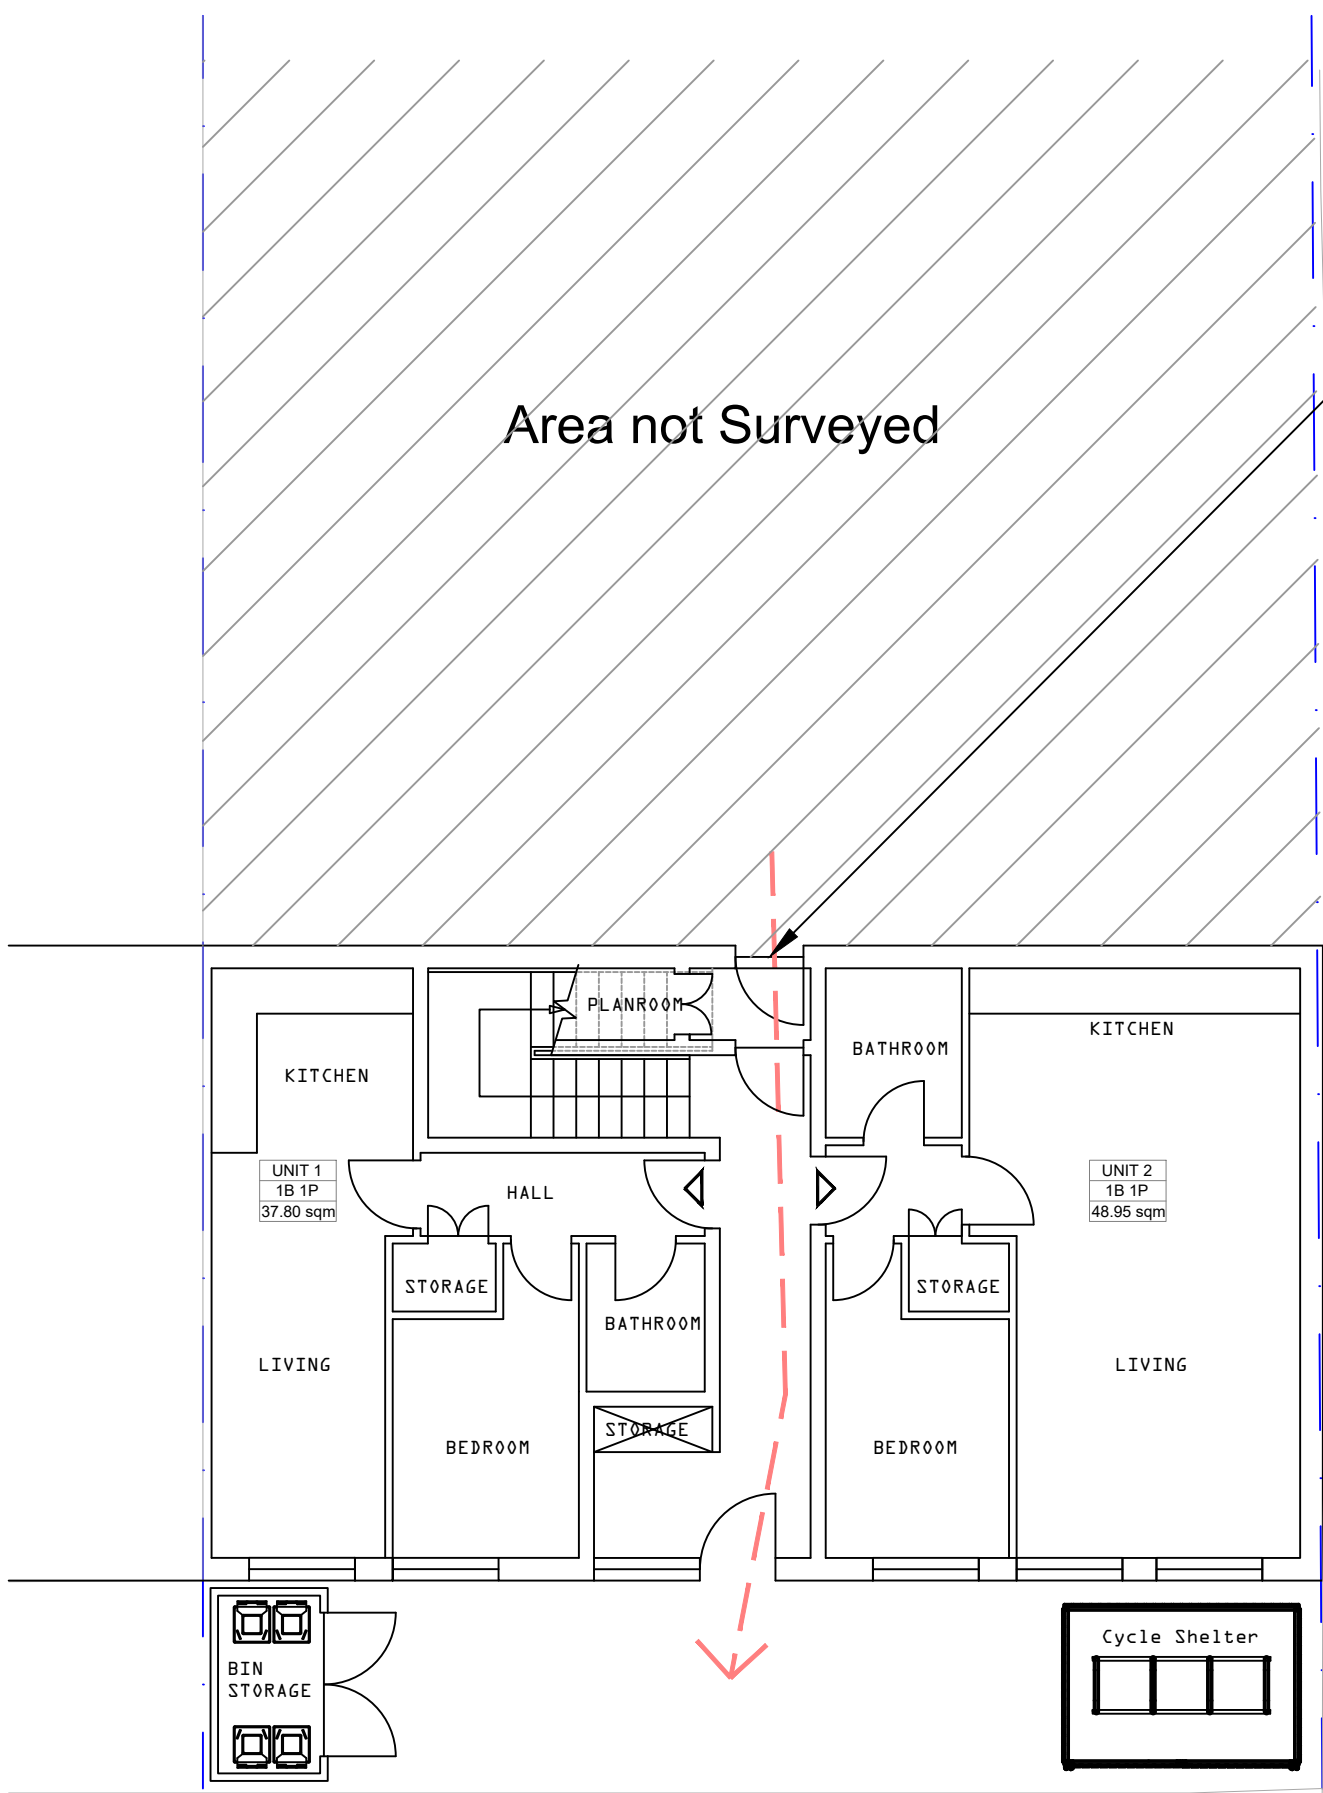 Area not Surveyed
PLANROOM
KITCHEN
BATHROOM
KITCHEN
UNIT 1
1B 1P
37.80 sqm
HALL
UNIT 2
1B 1P
48.95 sqm
STORAGE
STORAGE
BATHROOM
LIVING
LIVING
STORAGE
BEDROOM
BEDROOM
Cycle Shelter
BIN
STORAGE